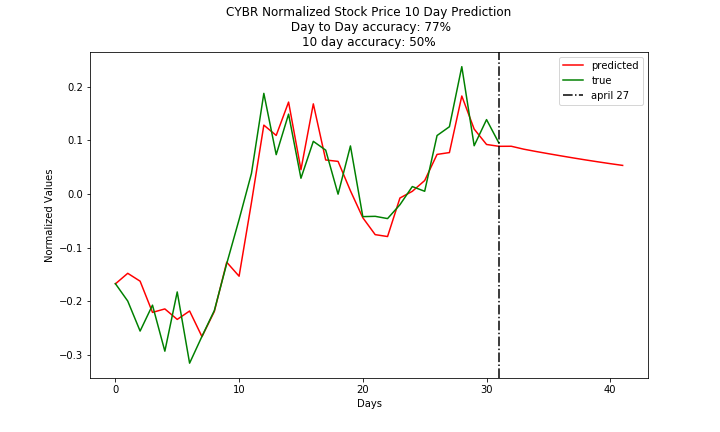 CYBR Normalized Stock Price 10 Day Prediction
Day to Day accuracy: 77%
10 day accuracy: 50%
predicted
true
april 27
0.2
0.1
0.0
−0.1
−0.2
−0.3
Normalized Values
0 10 20 30 40
Days